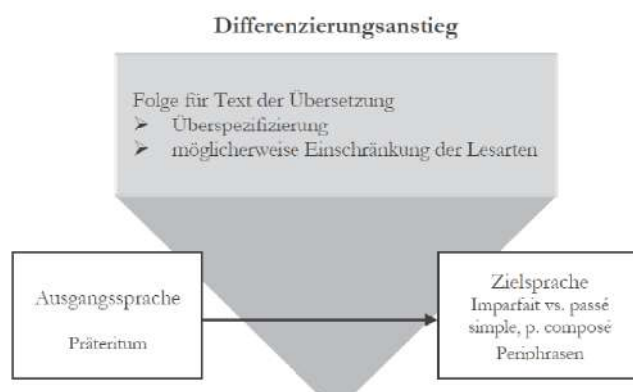 Differenzierungsanstieg
Folge für Text der Übersetzung
➢ Überspezifizierung
➢ möglicherweise Einschränkung der Lesarten
Ausgangssprache
Präteritum
Zielsprache
Imparfait vs. passé
simple, p. composé
Periphrasen